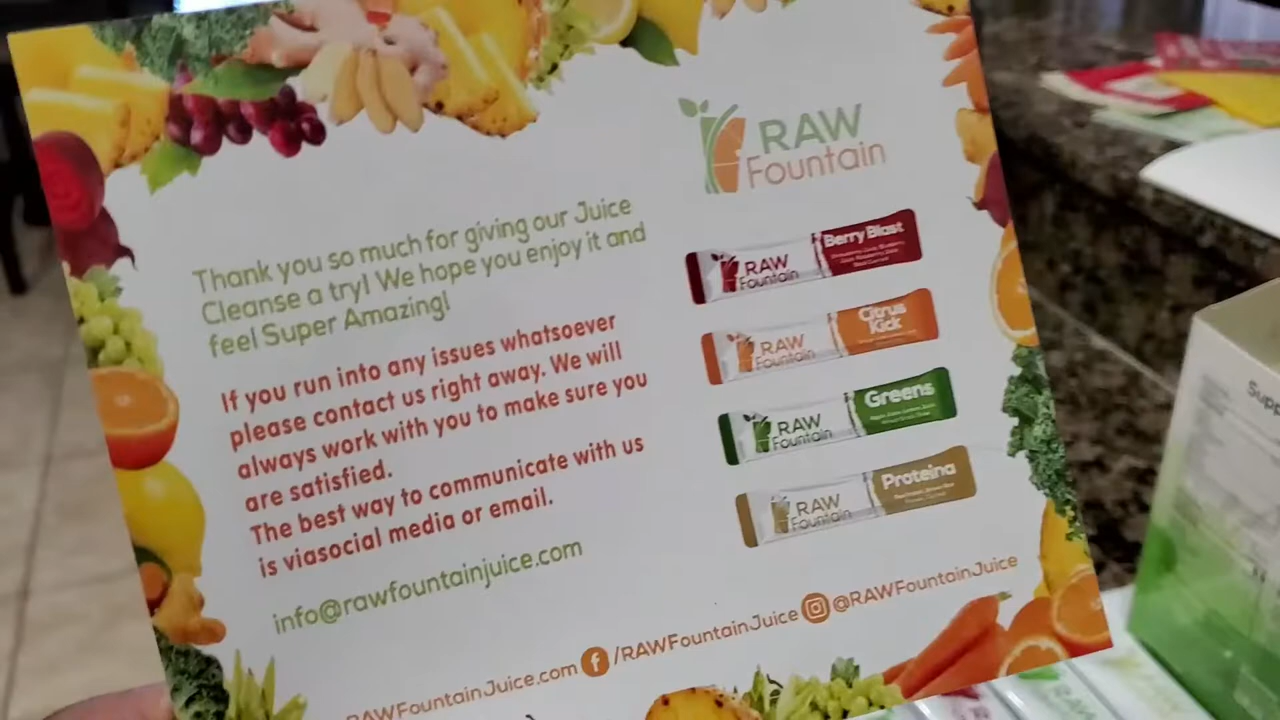 RAW
Fountain
Thank you so much for giving our Juice
Cleanse a try! We hope you enjoy it and
feel Super Amazing!
If you run into any issues whatsoever
please contact us right away. We will
always work with you to make sure you
are satisfied.
The best way to communicate with us
is viasocial media or email.
info@rawfountainjuice.com
RAW
Fountain
Berry Blast
RAW
Fountain
Citrus
Kick
RAW
Fountain
Greens
RAW
Fountain
Proteina
RAWFountainJuice.com /RAWFountainJuice @RAWFountainJuice